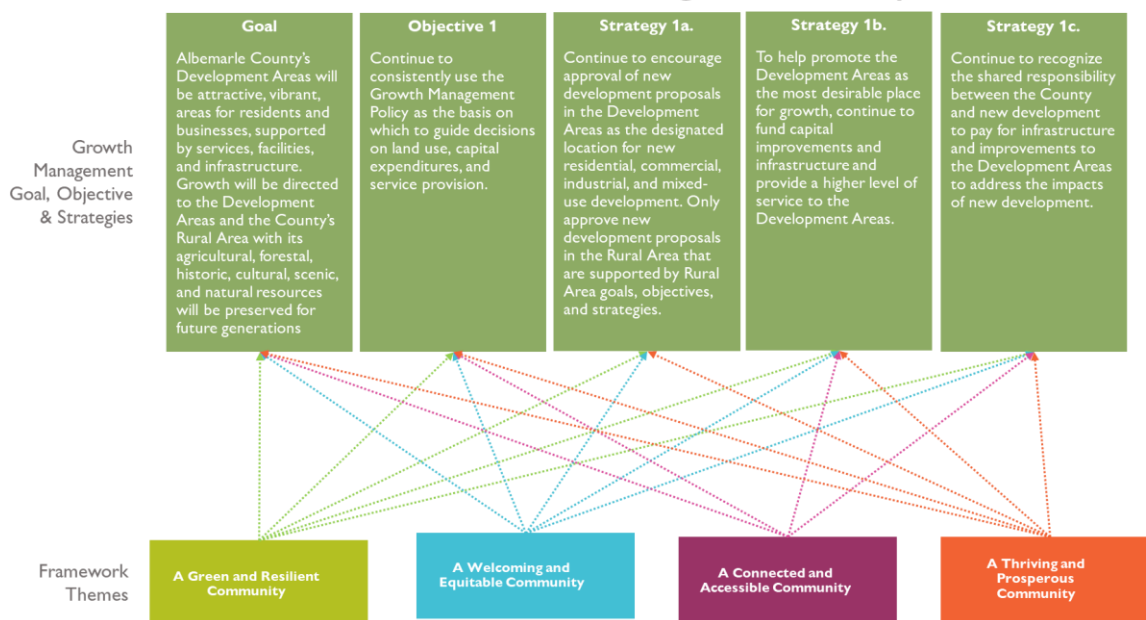 Growth
Management
Goal, Objective
& Strategies
Goal
Albemarle County's
Development Areas will
be attractive, vibrant,
areas for residents and
businesses, supported
by services, facilities,
and infrastructure.
Growth will be directed
to the Development
Areas and the County's
Rural Area with its
agricultural, forestal,
historic, cultural, scenic,
and natural resources
will be preserved for
future generations
Objective 1
Continue to
consistently use the
Growth Management
Policy as the basis on
which to guide decisions
on land use, capital
expenditures, and
service provision.
Strategy 1a.
Continue to encourage
approval of new
development proposals
in the Development
Areas as the designated
location for new
residential, commercial,
industrial, and mixed-
use development. Only
approve new
development proposals
in the Rural Area that
are supported by Rural
Area goals, objectives,
and strategies.
Strategy 1b.
To help promote the
Development Areas as
the most desirable place
for growth, continue to
fund capital
improvements and
infrastructure and
provide a higher level of
service to the
Development Areas.
Strategy 1c.
Continue to recognize
the shared responsibility
between the County
and new development
to pay for infrastructure
and improvements to
the Development Areas
to address the impacts
of new development.
Framework
Themes
A Green and Resilient
Community
A Welcoming and
Equitable Community
A Connected and
Accessible Community
A Thriving and
Prosperous
Community